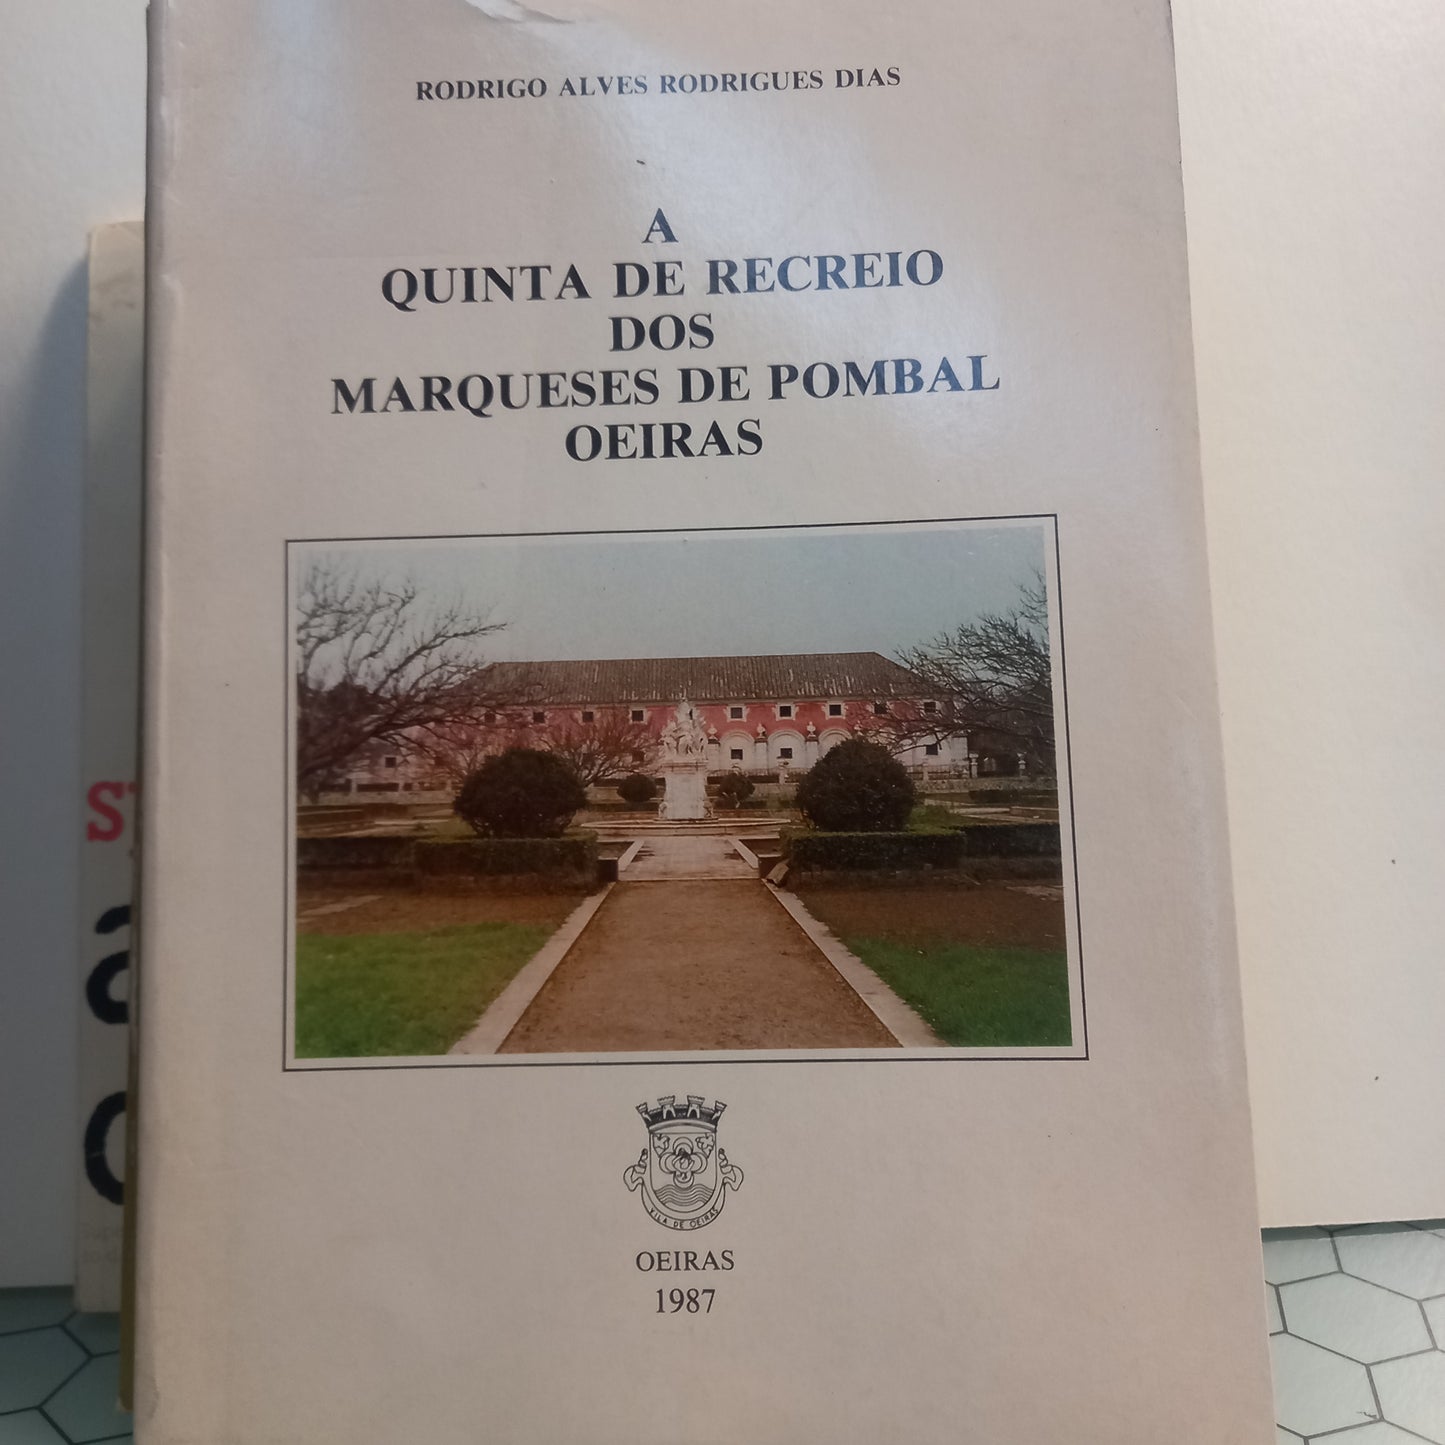 RODRIGO ALVES RODRIGUES DIAS
A
QUINTA DE RECREIO
DOS
MARQUESES DE POMBAL
OEIRAS
VILA DE OEIRAS
OEIRAS
1987